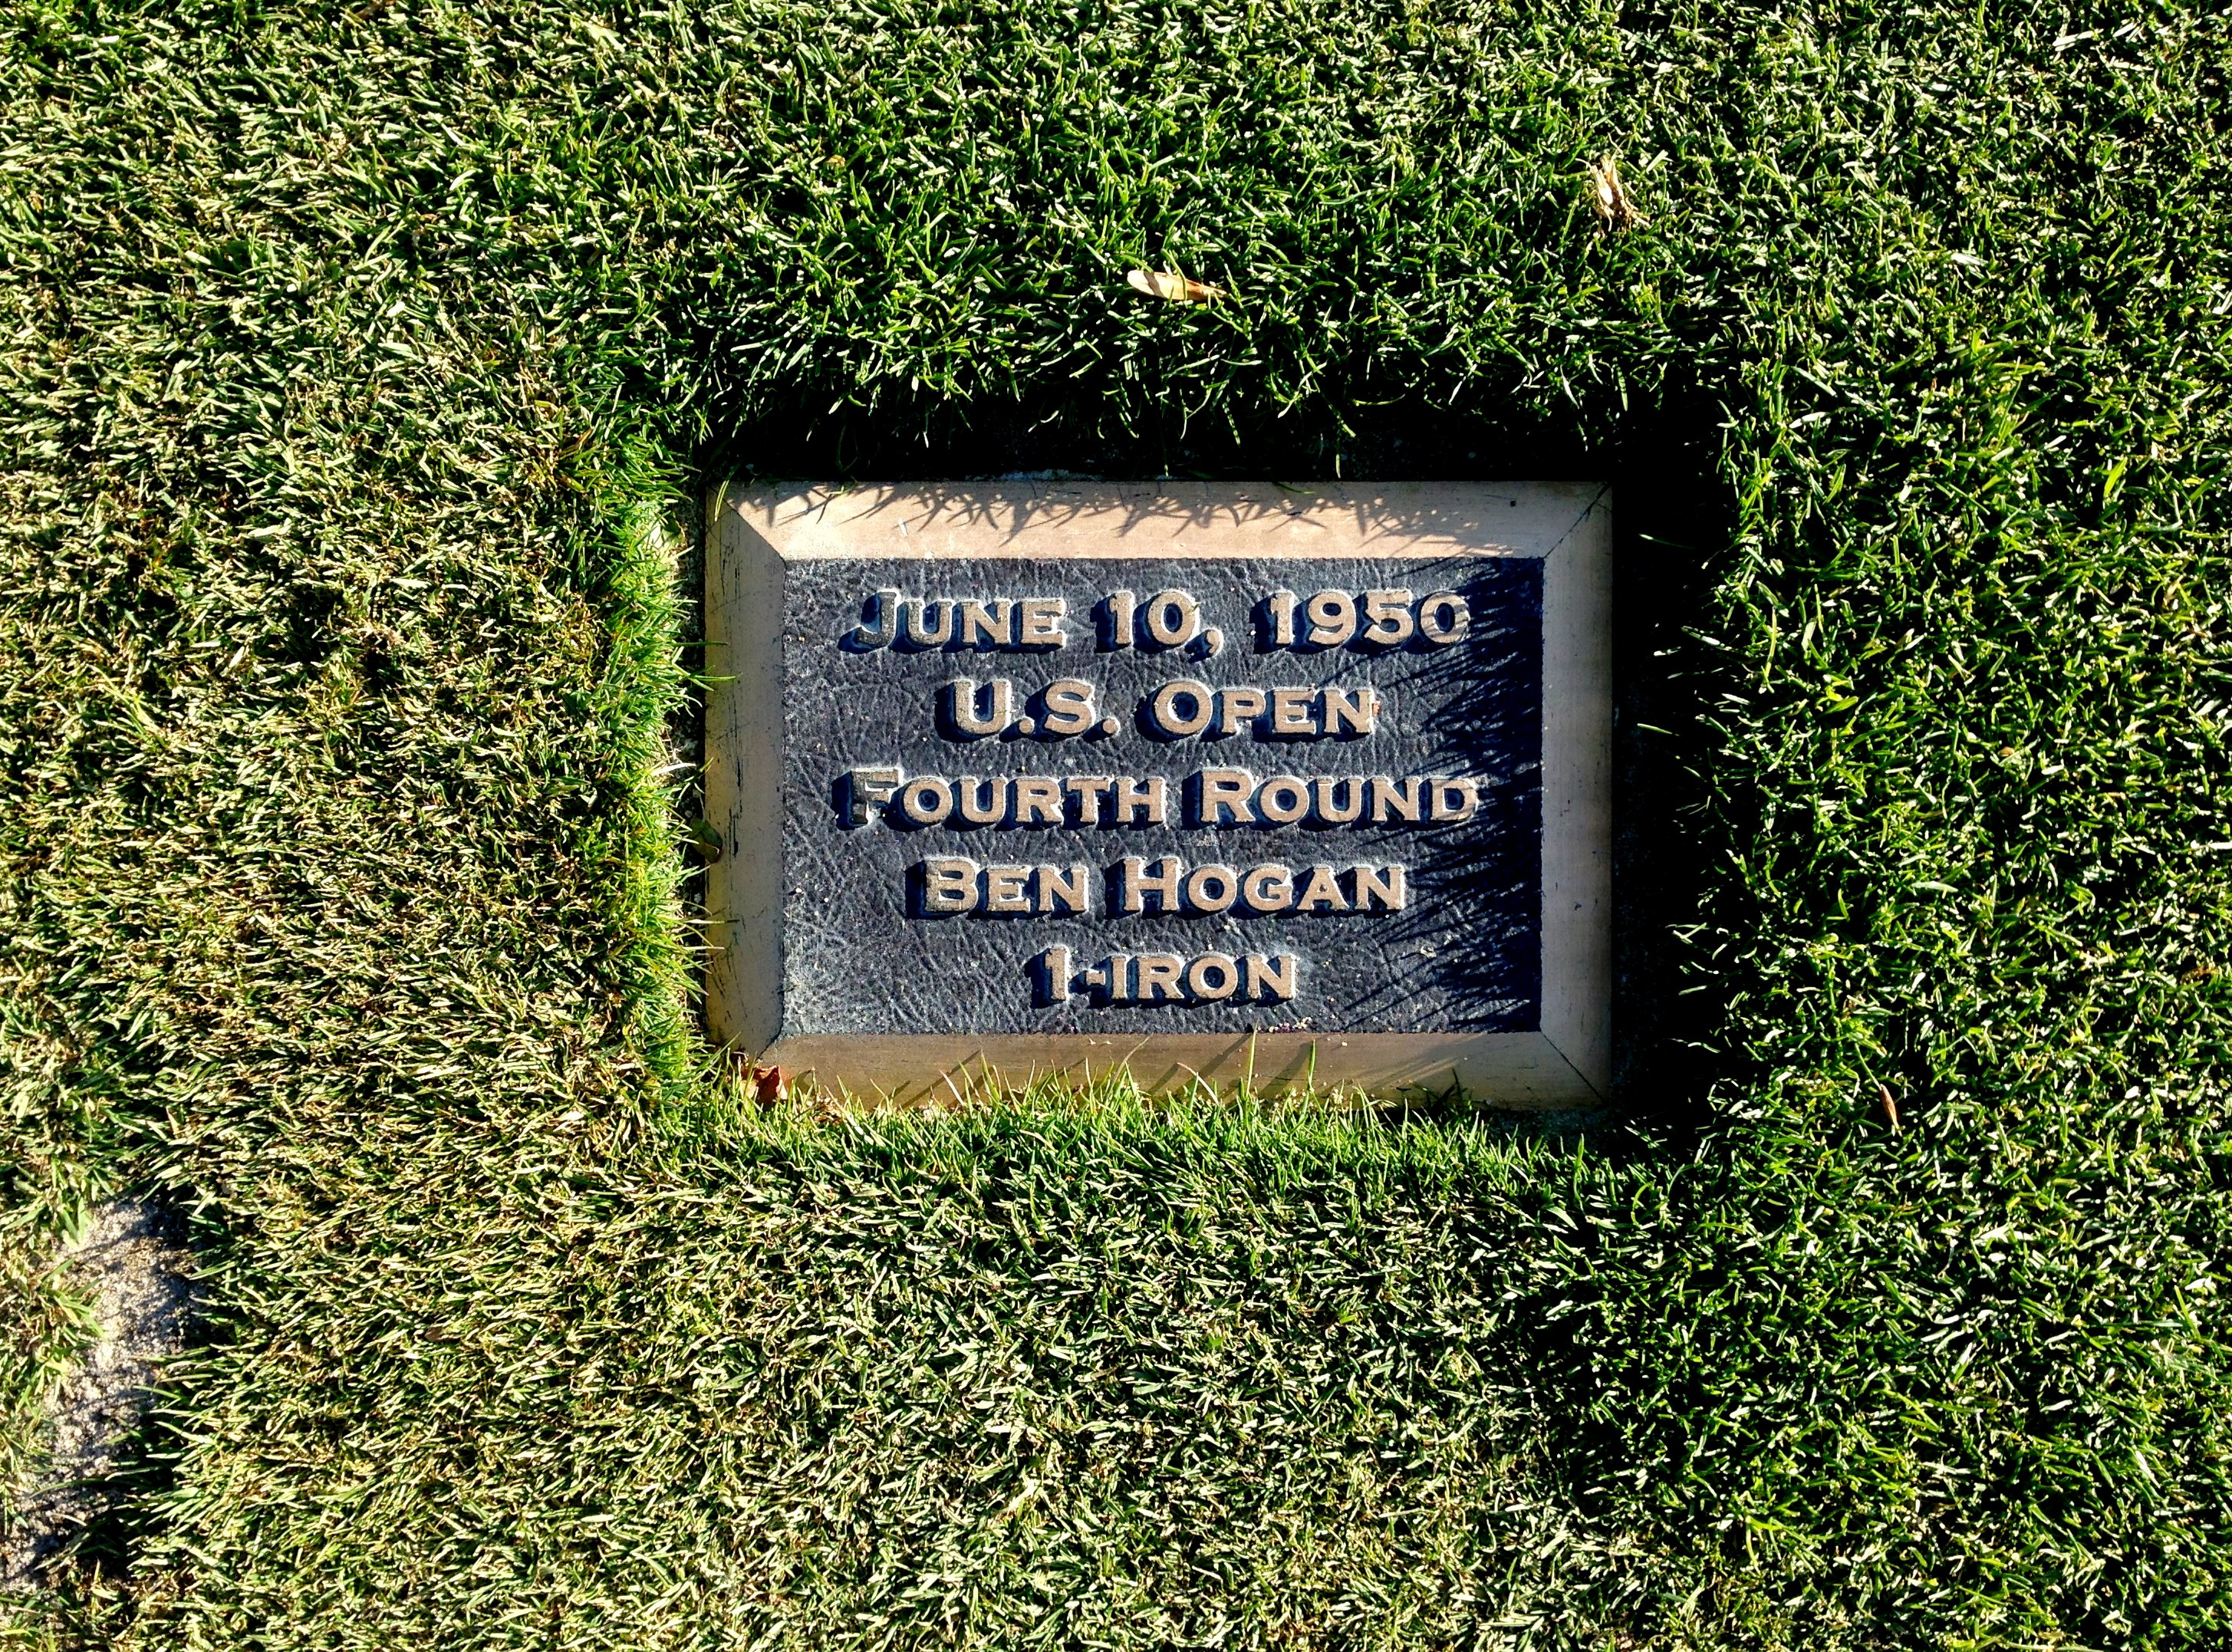 June 10, 1950
U.S. Open
Fourth Round
Ben Hogan
1-iron